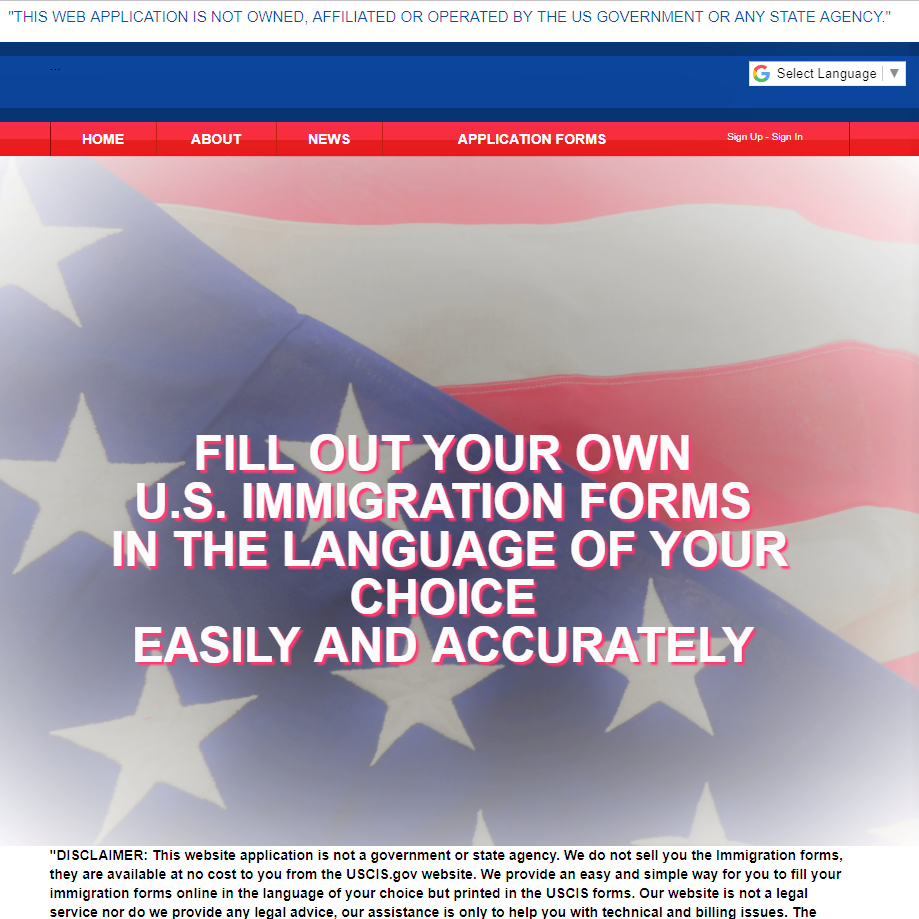 "THIS WEB APPLICATION IS NOT OWNED, AFFILIATED OR OPERATED BY THE US GOVERNMENT OR ANY STATE AGENCY."
...
Select Language ▼
HOME ABOUT NEWS APPLICATION FORMS Sign Up - Sign In
FILL OUT YOUR OWN
U.S. IMMIGRATION FORMS
IN THE LANGUAGE OF YOUR
CHOICE
EASILY AND ACCURATELY
"DISCLAIMER: This website application is not a government or state agency. We do not sell you the Immigration forms,
they are available at no cost to you from the USCIS.gov website. We provide an easy and simple way for you to fill your
immigration forms online in the language of your choice but printed in the USCIS forms. Our website is not a legal
service nor do we provide any legal advice, our assistance is only to help you with technical and billing issues. The